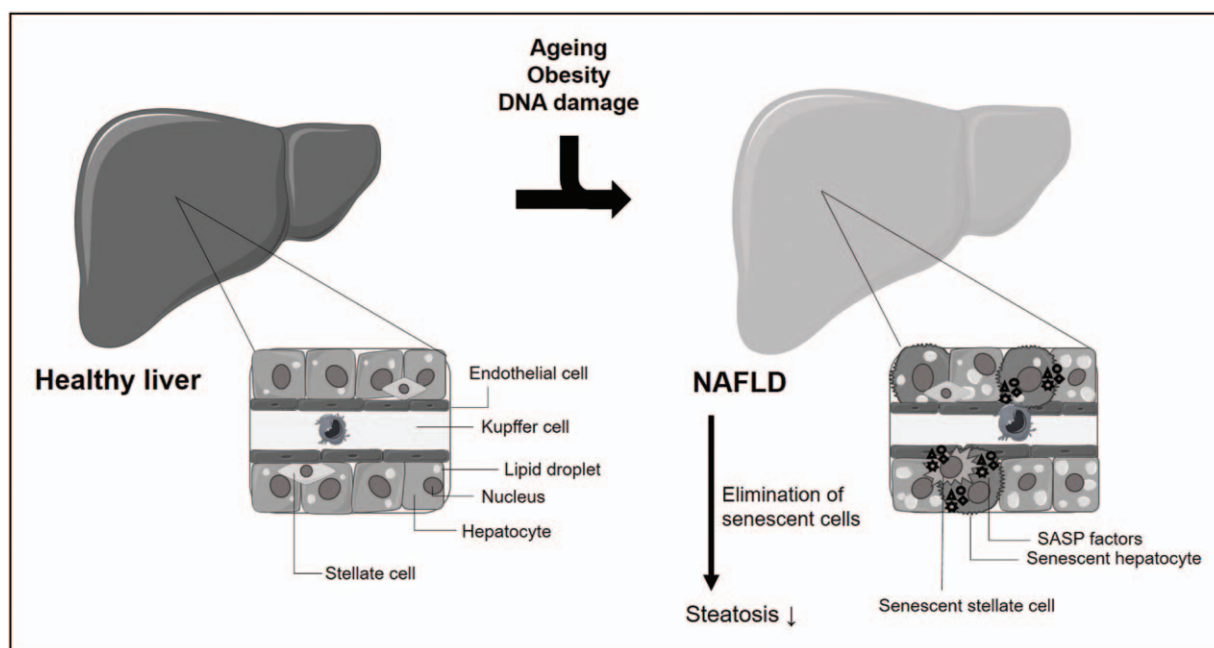 Ageing
Obesity
DNA damage
Healthy liver
Endothelial cell
Kupffer cell
Lipid droplet
Nucleus
Hepatocyte
Stellate cell
NAFLD
Elimination of
senescent cells
Steatosis ↓
SASP factors
Senescent hepatocyte
Senescent stellate cell